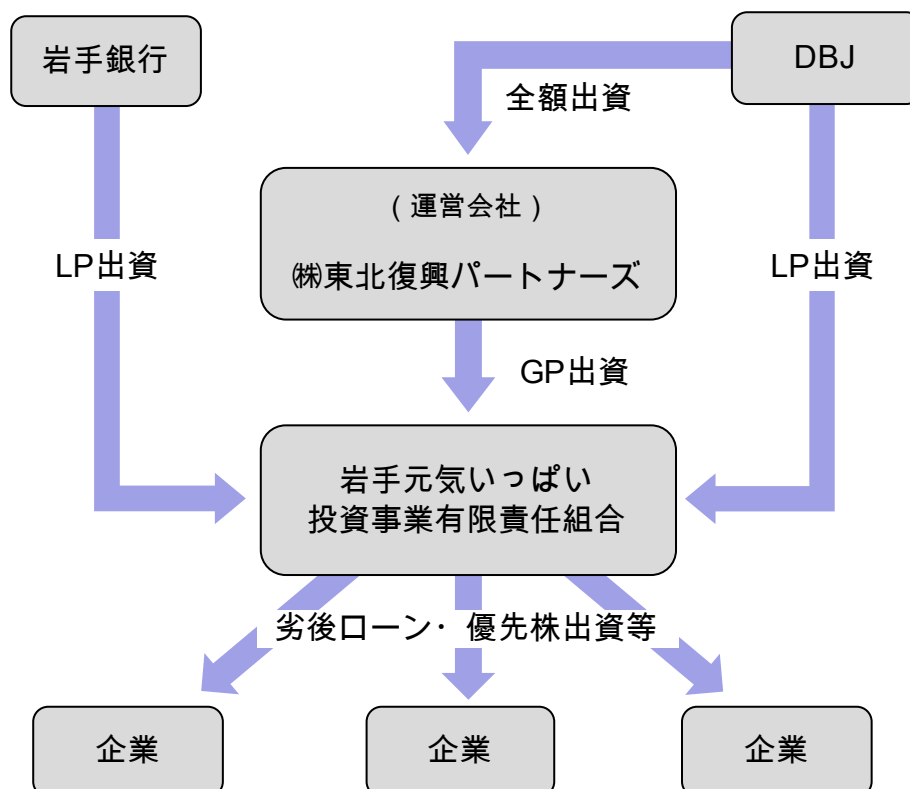 岩手銀行
DBJ
全額出資
(運営会社)
㈱東北復興パートナーズ
LP出資
LP出資
GP出資
岩手元気いっぱい
投資事業有限責任組合
劣後ローン・優先株出資等
企業
企業
企業